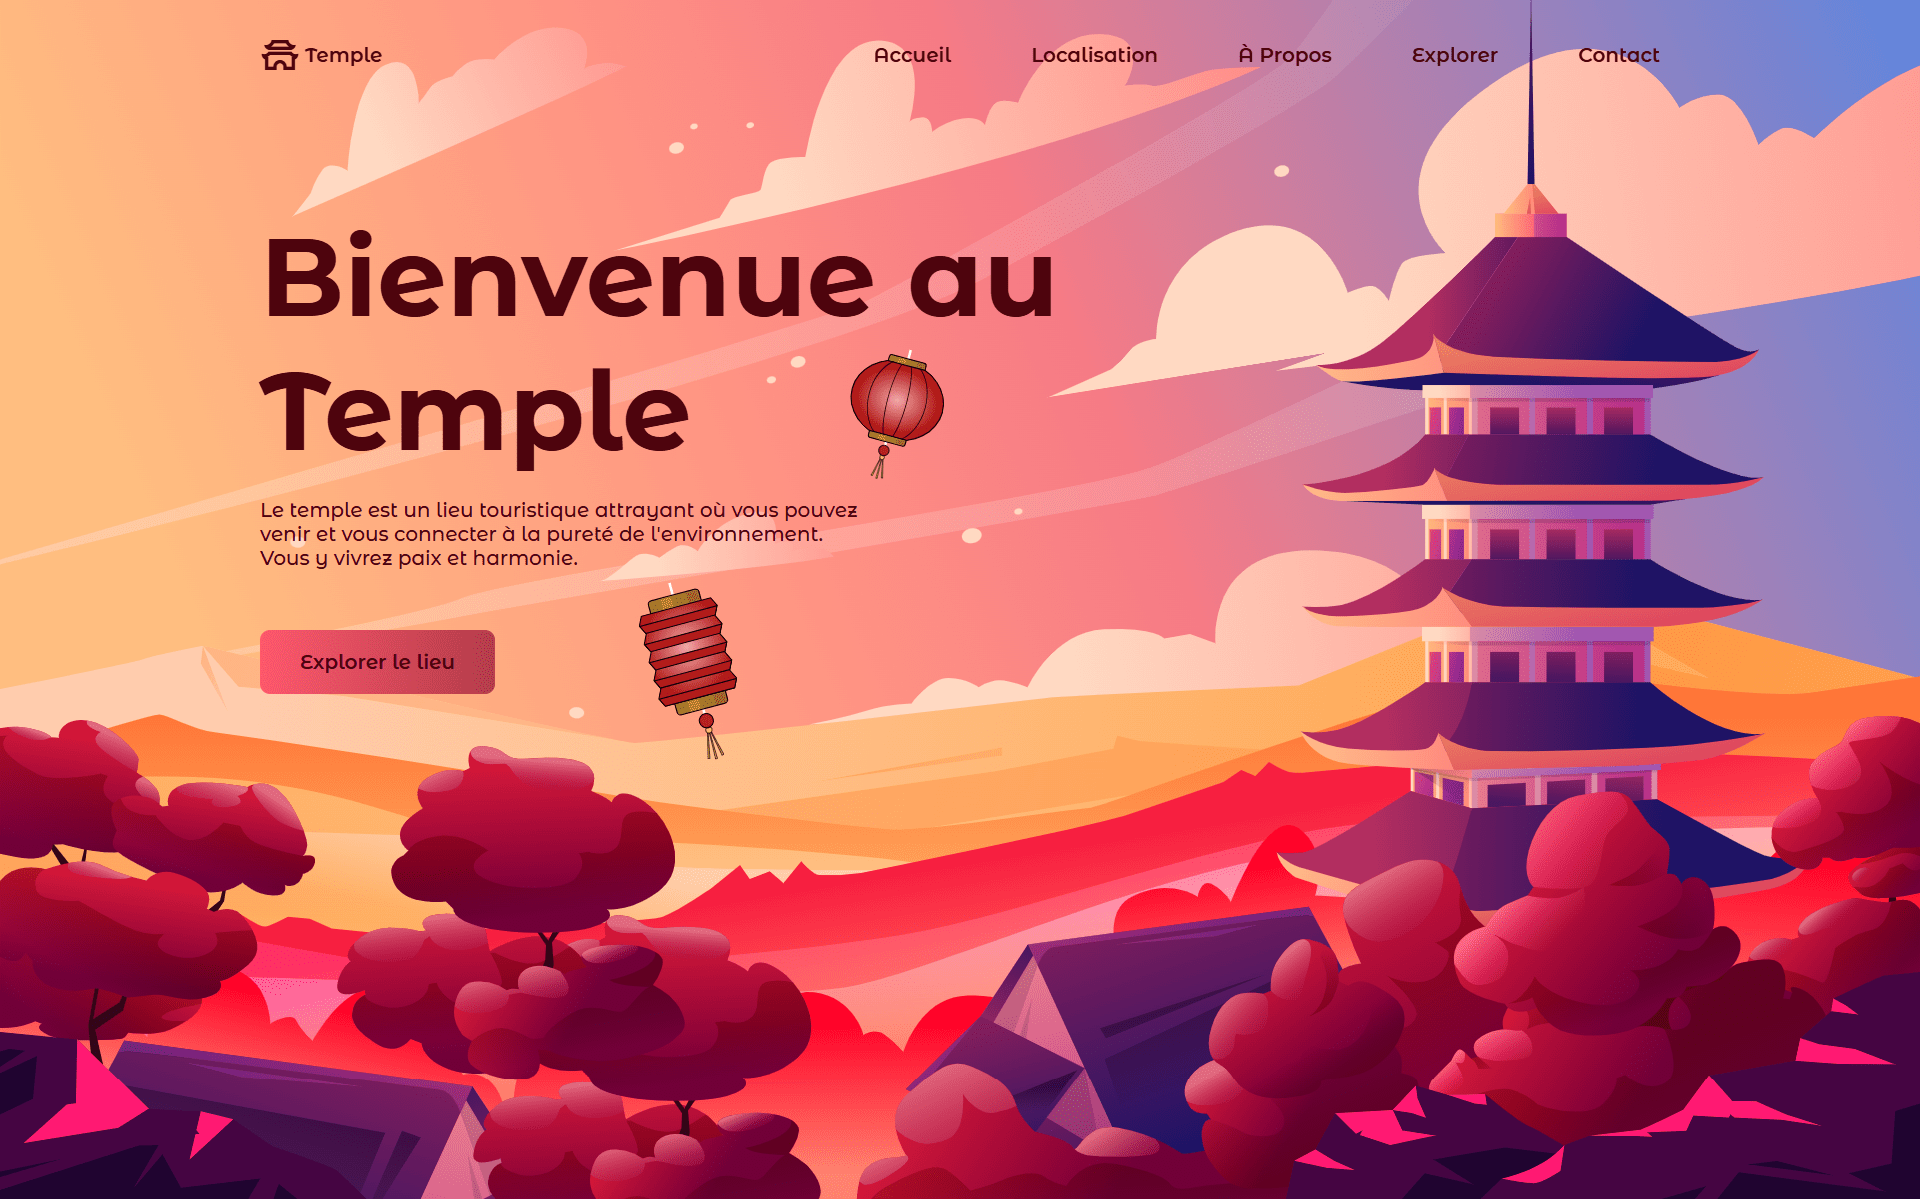 Temple
Accueil
Localisation
À Propos
Explorer
Contact
Bienvenue au
Temple
Le temple est un lieu touristique attrayant où vous pouvez
venir et vous connecter à la pureté de l'environnement.
Vous y vivrez paix et harmonie.
Explorer le lieu